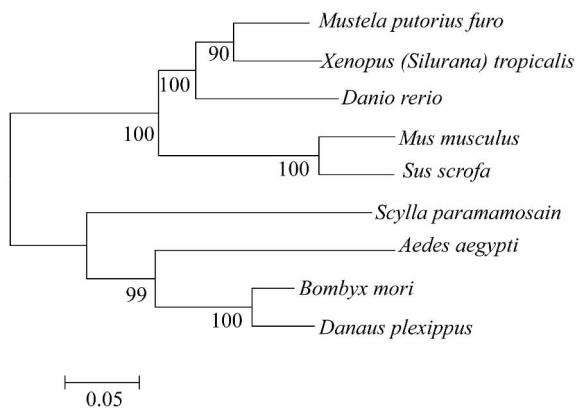 Mustela putorius furo
90
Xenopus (Silurana) tropicalis
100
Danio rerio
100
Mus musculus
100
Sus scrofa
Scylla paramamosain
Aedes aegypti
99
Bombyx mori
100
Danaus plexippus
0.05